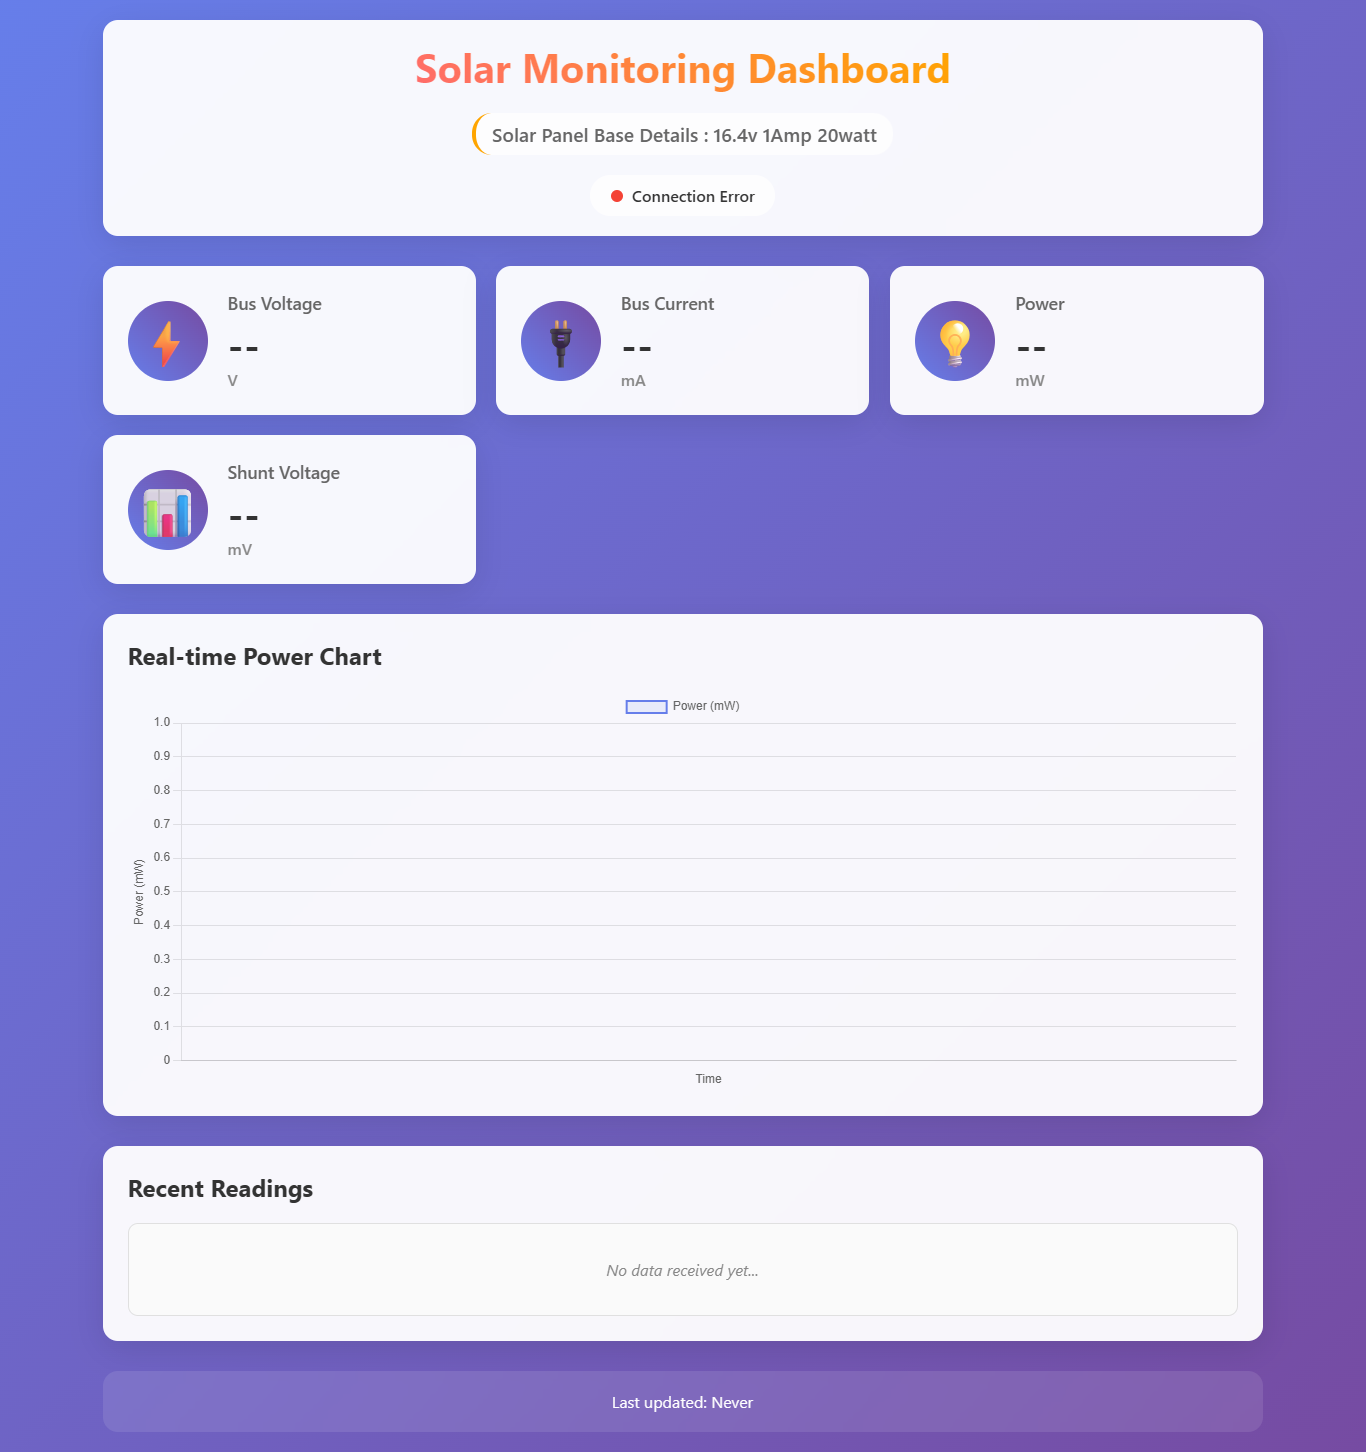 Solar Monitoring Dashboard
Solar Panel Base Details : 16.4v 1Amp 20watt
Connection Error
Bus Voltage
--
V
Bus Current
--
mA
Power
--
mW
Shunt Voltage
--
mV
Real-time Power Chart
Power (mW)
1.0
0.9
0.8
0.7
0.6
0.5
0.4
0.3
0.2
0.1
0
Power (mW)
Time
Recent Readings
No data received yet...
Last updated: Never